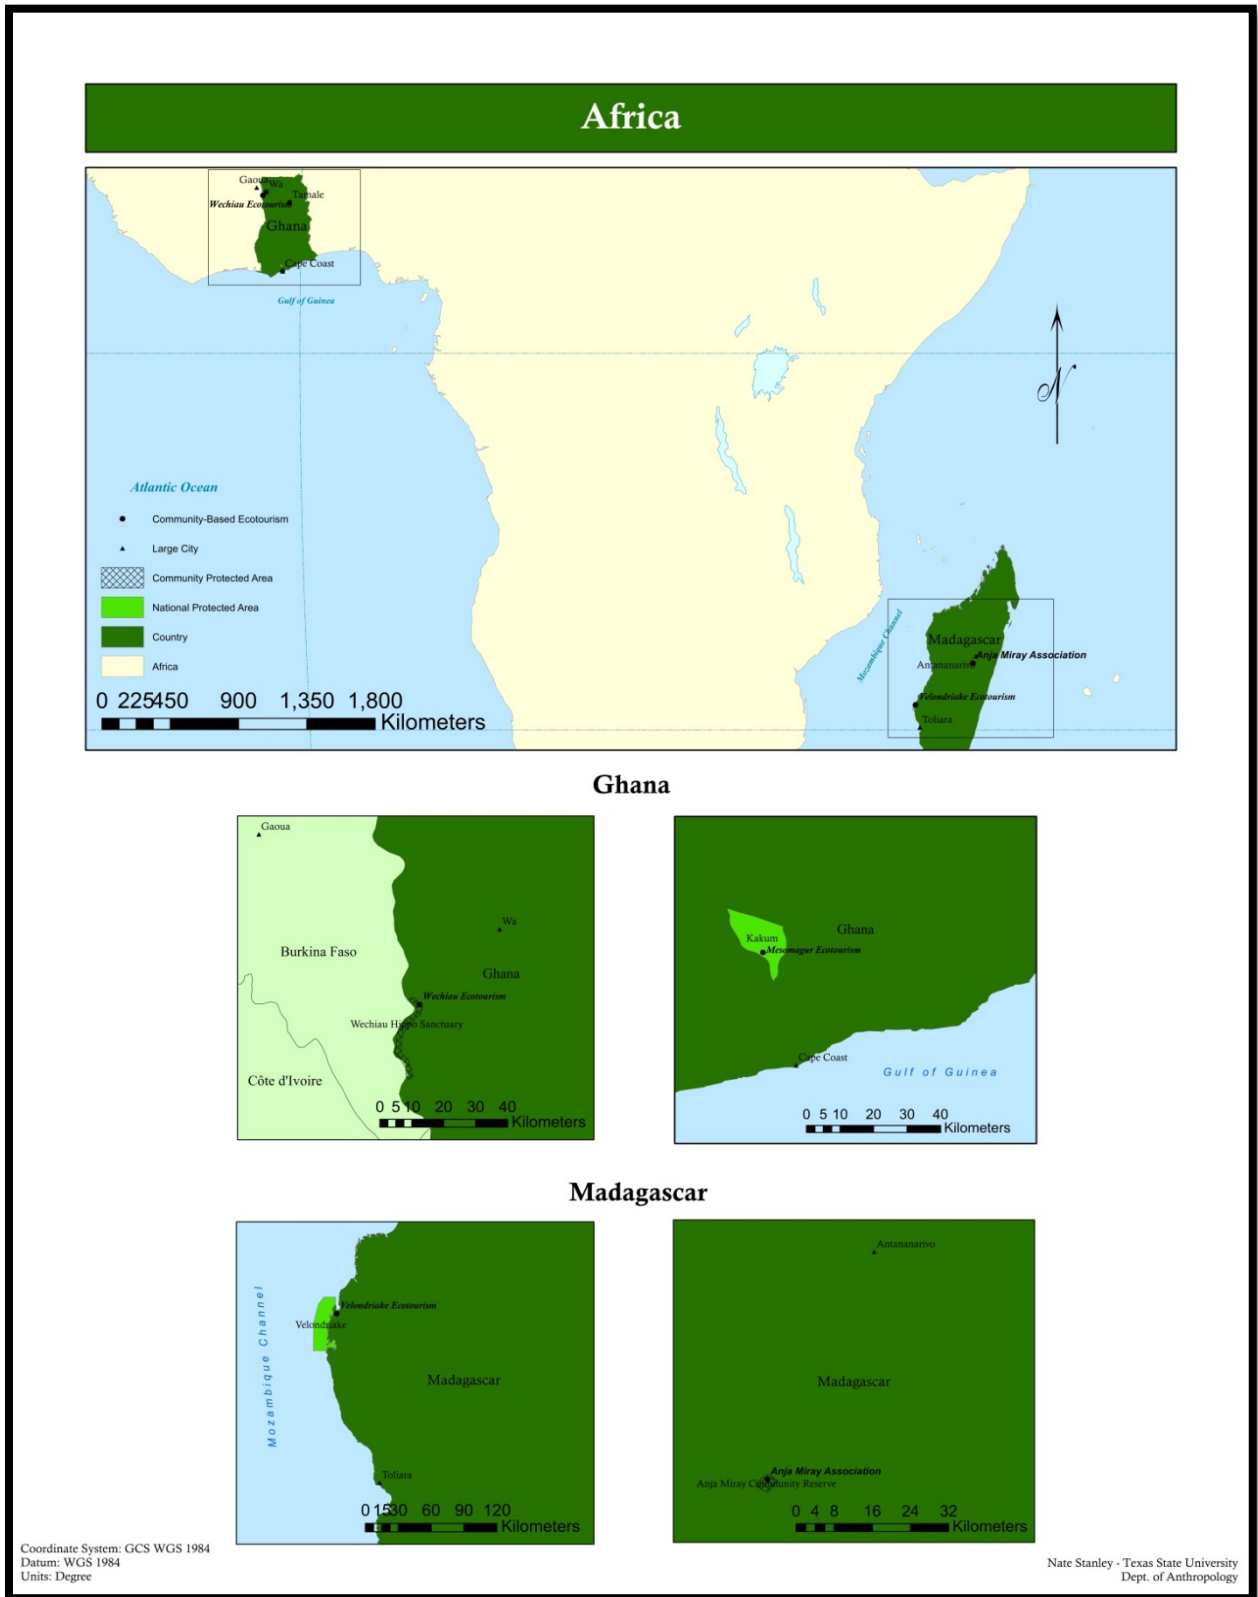 Africa
Gaoua
Wa
Tamale
Wechiau Ecotourism
Ghana
Cape Coast
Gulf of Guinea
N
Atlantic Ocean
Community-Based Ecotourism
Large City
Community Protected Area
National Protected Area
Country
Africa
0 225 450 900 1,350 1,800
Kilometers
Mozambique Channel
Madagascar
Anja Miray Association
Antananarivo
Velondriake Ecotourism
Toliara
Ghana
Gaoua
Wa
Burkina Faso
Ghana
Wechiau Ecotourism
Wechiau Hippo Sanctuary
Côte d'Ivoire
0 5 10 20 30 40
Kilometers
Ghana
Kakum
Mesomagur Ecotourism
Cape Coast
Gulf of Guinea
0 5 10 20 30 40
Kilometers
Madagascar
Mozambique Channel
Velondriake Ecotourism
Velondriake
Madagascar
Toliara
0 15 30 60 90 120
Kilometers
Antananarivo
Madagascar
Anja Miray Association
Anja Miray Community Reserve
0 4 8 16 24 32
Kilometers
Coordinate System: GCS WGS 1984
Datum: WGS 1984
Units: Degree
Nate Stanley - Texas State University
Dept. of Anthropology